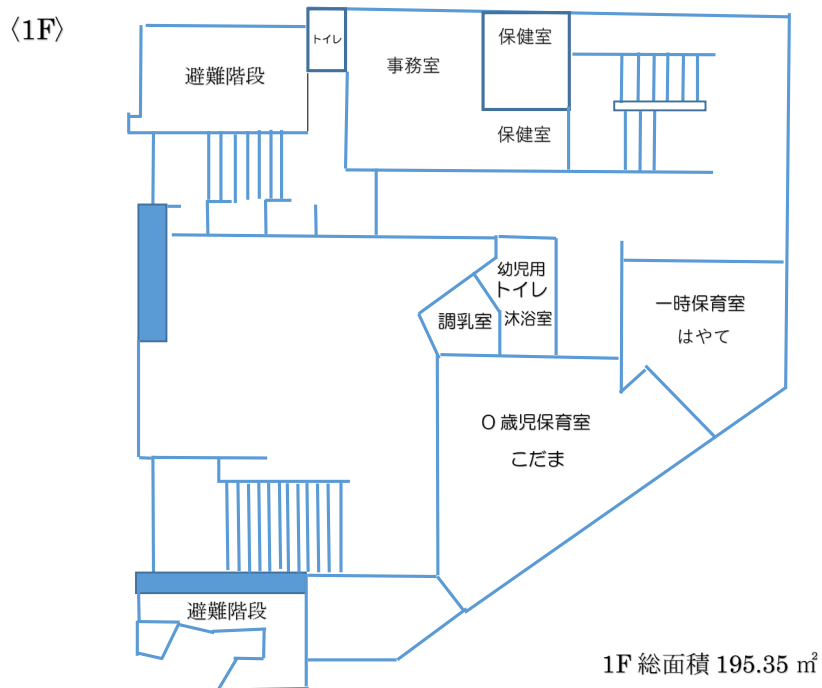 〈1F〉
トイレ
避難階段
事務室
保健室
保健室
幼児用
トイレ
調乳室
沐浴室
一時保育室
はやて
0歳児保育室
こだま
避難階段
1F 総面積 195.35 ㎡